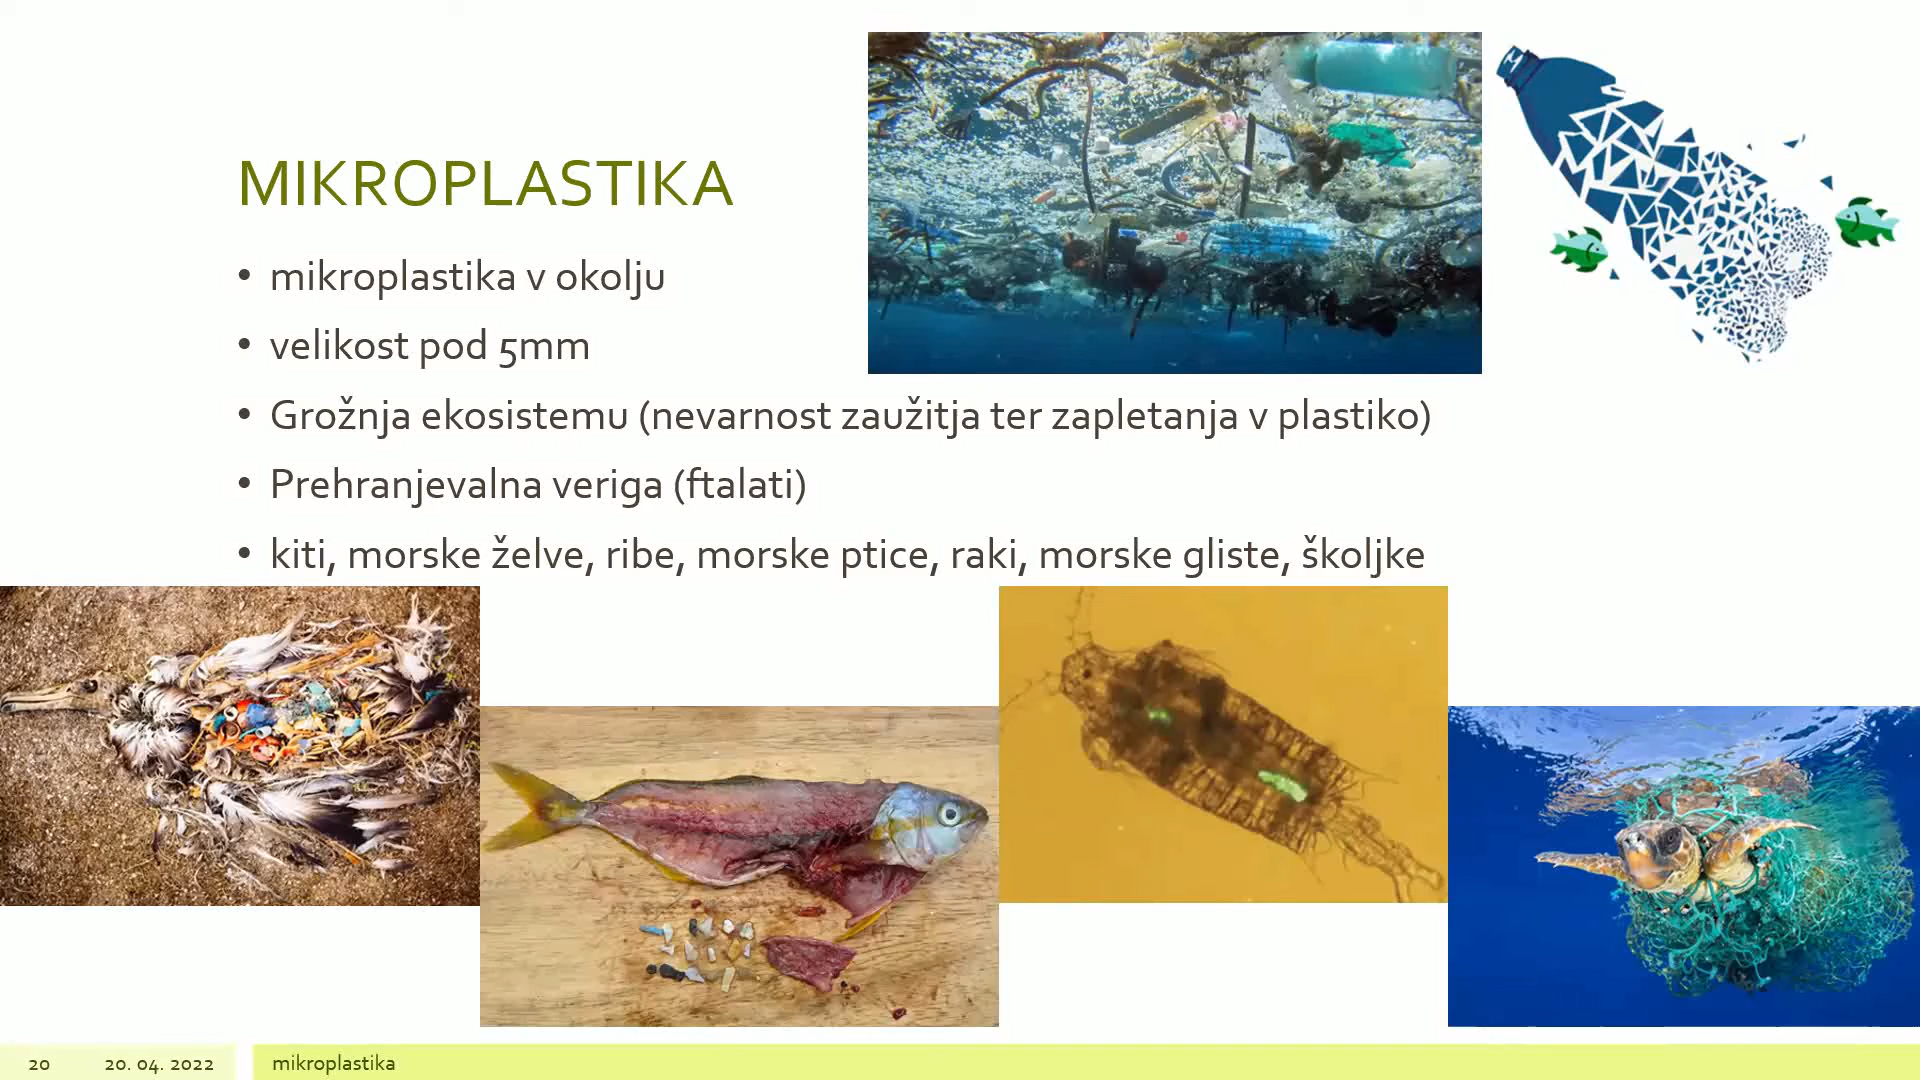 MIKROPLASTIKA
• mikroplastika v okolju
• velikost pod 5mm
• Grožnja ekosistemu (nevarnost zaužitja ter zapletanja v plastiko)
• Prehranjevalna veriga (ftalati)
• kiti, morske želve, ribe, morske ptice, raki, morske gliste, školjke
20 20. 04. 2022 mikroplastika